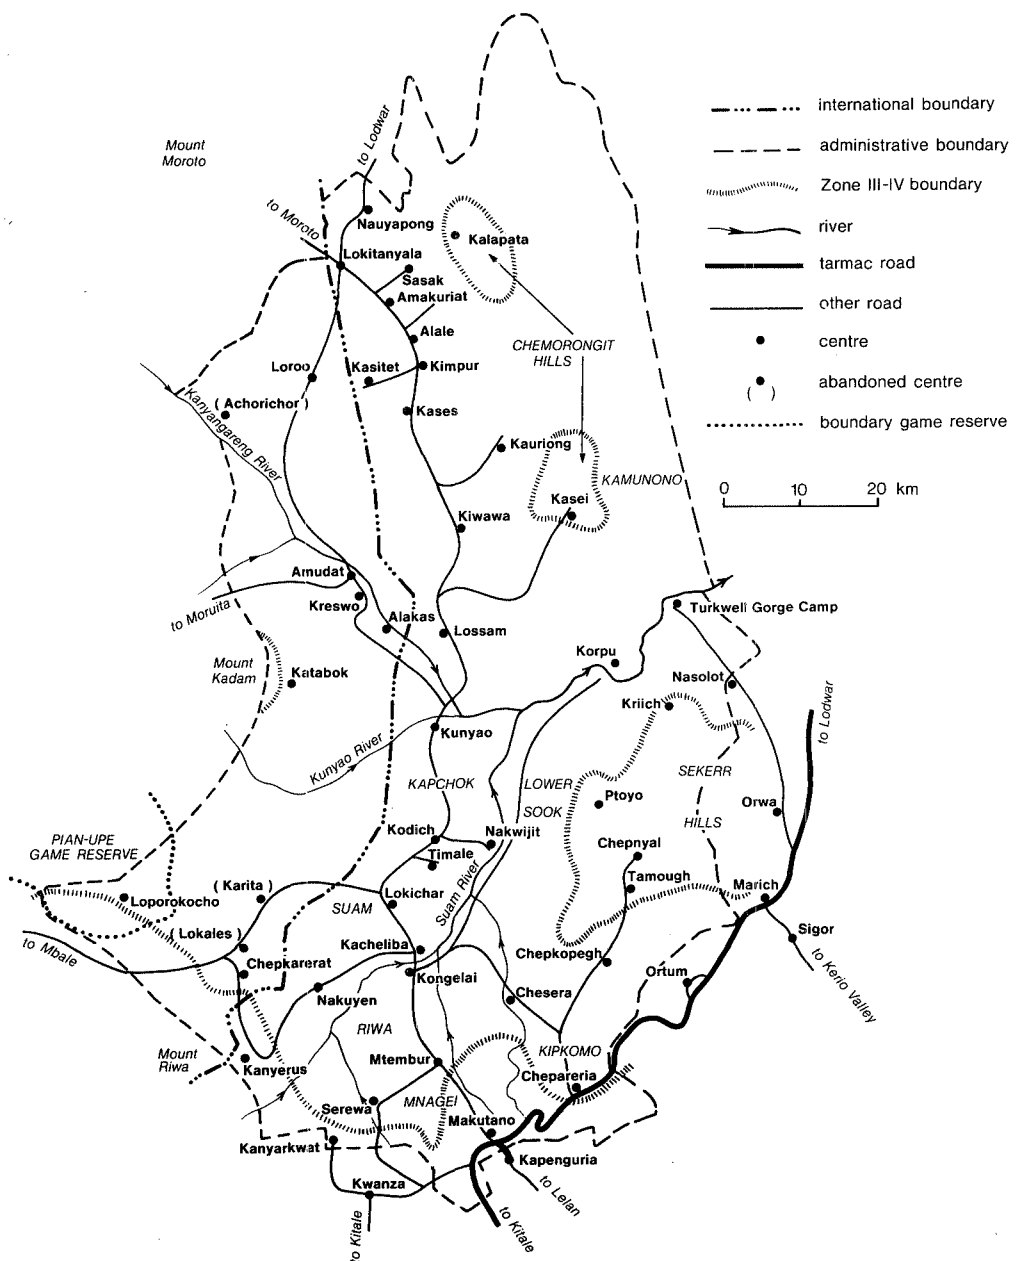 international boundary
administrative boundary
Zone III-IV boundary
river
tarmac road
other road
centre
abandoned centre
( )
boundary game reserve
0 10 20 km
Mount
Moroto
to Lodwar
to Moroto
Nauyapong
Kalapata
Lokitanyala
Sasak
Amakuriat
Alale
CHEMORONGIT
HILLS
Loroo
Kasitet
Kimpur
( Achorichor )
Kases
Kanyangareng River
Kauriong
KAMUNONO
Kasei
Kiwawa
Amudat
Kreswo
to Moruita
Alakas
Lossam
Turkwell Gorge Camp
Mount
Kadam
Katabok
Korpu
Nasolot
Kriich
to Lodwar
Kunyao
Kunyao River
KAPCHOK
LOWER
SOOK
SEKERR
HILLS
Ptoyo
Orwa
Kodich
Nakwijit
Timale
Chepnyal
Tamough
PIAN-UPE
GAME RESERVE
Loporokocho
( Karita )
Lokichar
SUAM
Suam River
Marich
Sigor
to Kerio Valley
( Lokales )
to Mbale
Kacheliba
Chepkarerat
Kongelai
Chepkopegh
Ortum
Nakuyen
Chesera
RIWA
Mount
Riwa
Kanyerus
Mtembur
KIPKOMO
Chepareria
Serewa
MNAGEI
Makutano
Kanyarkwat
Kapenguria
Kwanza
to Lelan
to Kitale
to Kitale